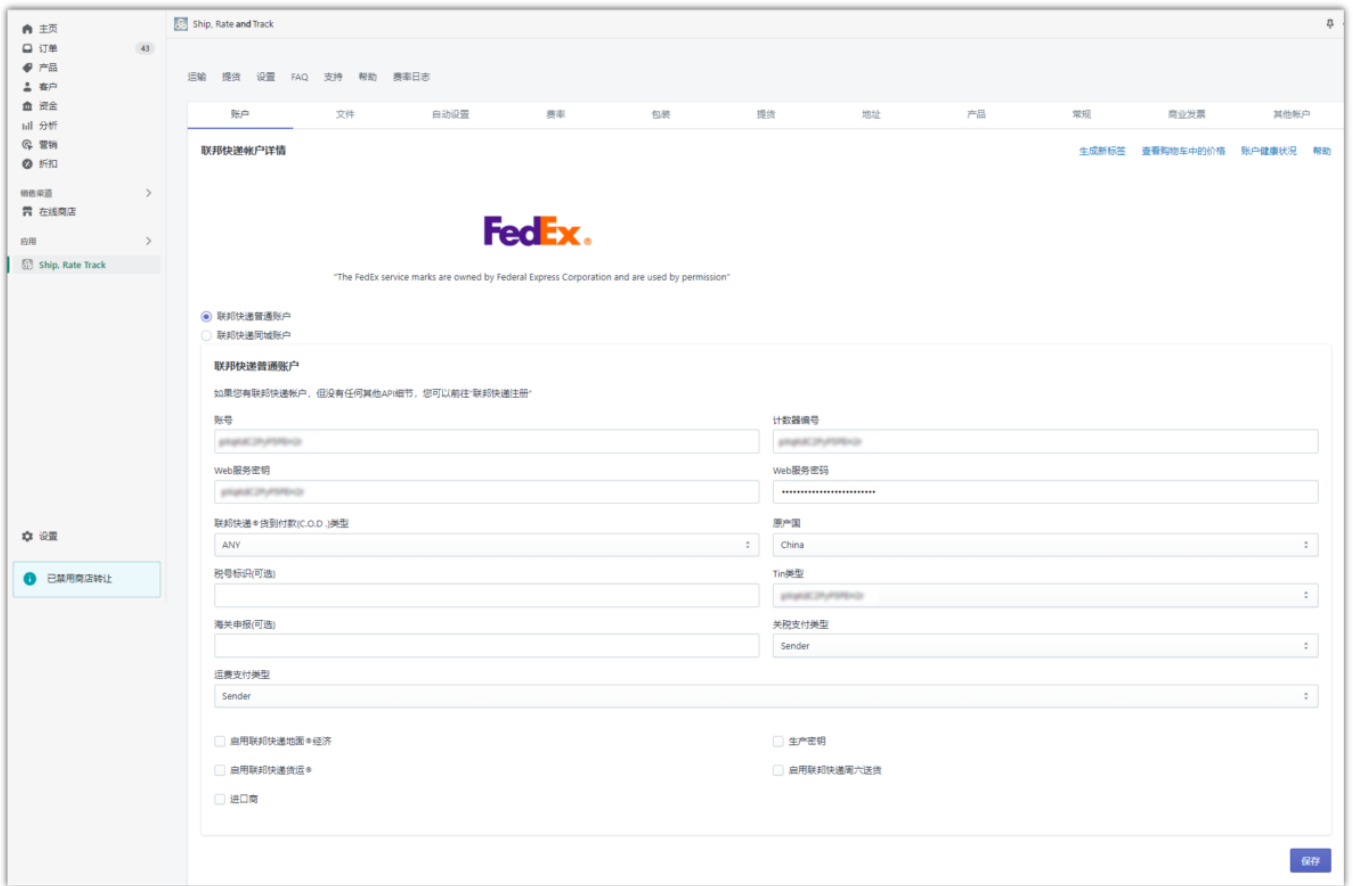 Ship, Rate and Track
主页
订单 43
产品
客户
资金
分析
营销
折扣
销售渠道
在线商店
应用
Ship, Rate Track
设置
已禁用商店转让
运输 提货 设置 FAQ 支持 帮助 费率日志
账户 文件 自动设置 费率 包装 提货 地址 产品 常规 商业发票 其他帐户
联邦快递帐户详情 生成新标签 查看购物车中的价格 账户健康状况 帮助
FedEx®
"The FedEx service marks are owned by Federal Express Corporation and are used by permission"
联邦快递普通账户
联邦快递同城账户
联邦快递普通账户
如果您有联邦快递帐户，但没有任何其他API细节，您可以前往"联邦快递注册"
账号 计数器编号
Web服务密钥 Web服务密码
联邦快递®货到付款(C.O.D.)类型 原产国
ANY China
税号标识(可选) Tin类型
海关申报(可选) 关税支付类型
Sender
运费支付类型
Sender
启用联邦快递地面®经济 生产密钥
启用联邦快递货运® 启用联邦快递周六送货
进口商
保存